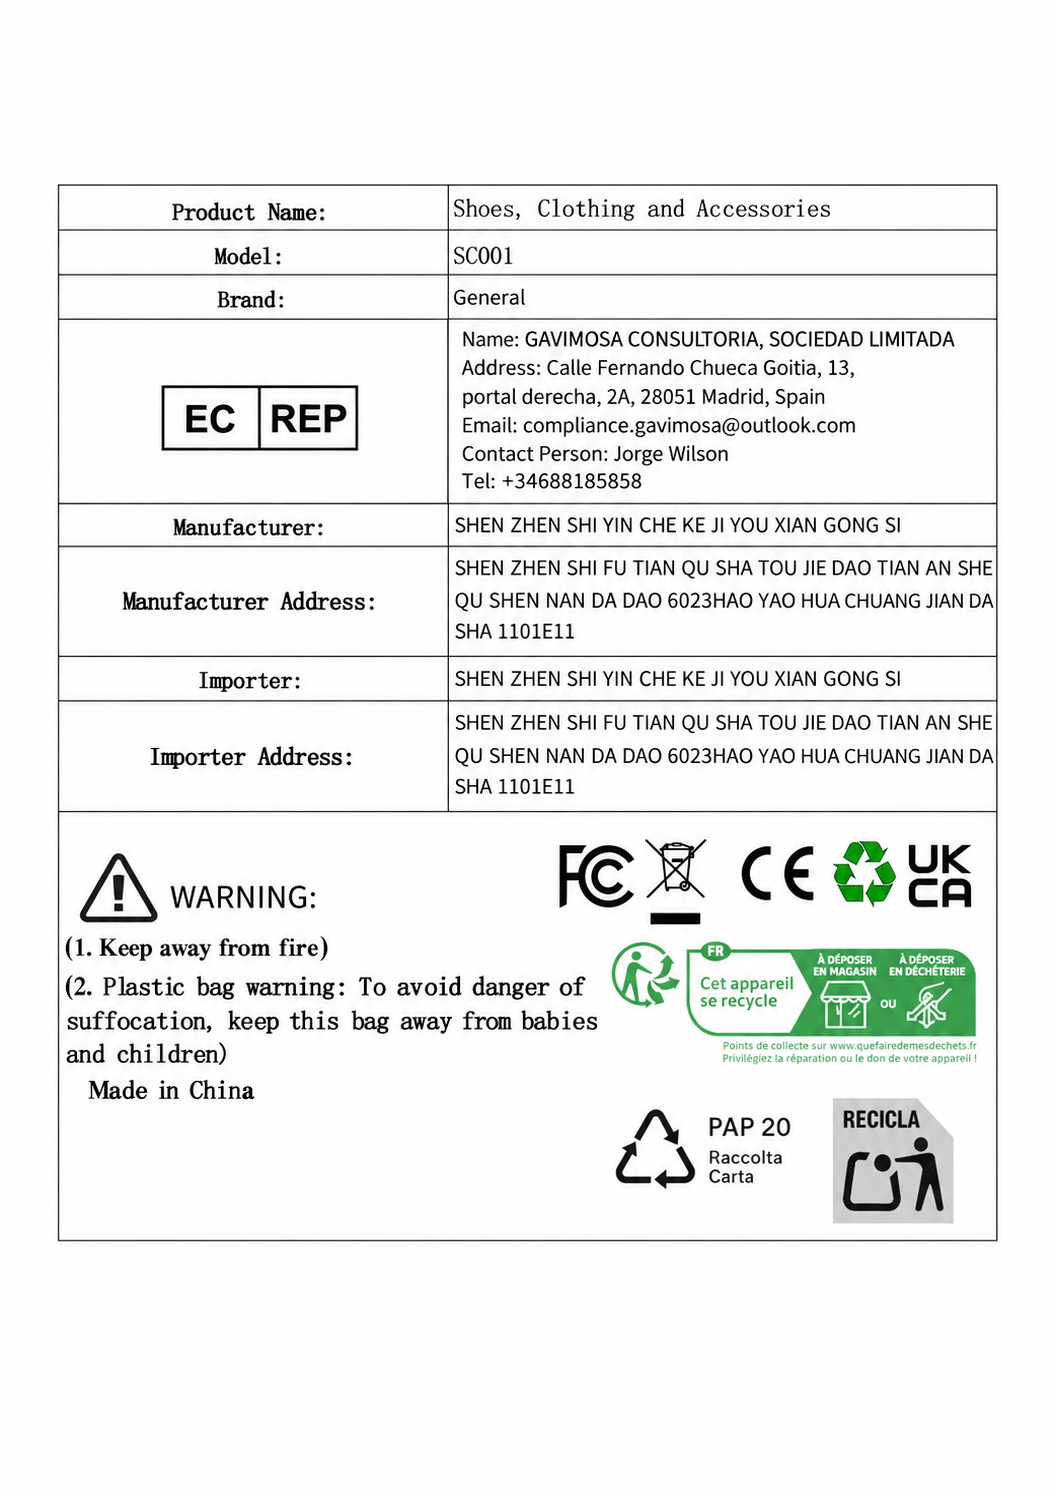 Product Name:
Shoes, Clothing and Accessories
Model:
SC001
Brand:
General
EC REP
Name: GAVIMOSA CONSULTORIA, SOCIEDAD LIMITADA
Address: Calle Fernando Chueca Goitia, 13,
portal derecha, 2A, 28051 Madrid, Spain
Email: compliance.gavimosa@outlook.com
Contact Person: Jorge Wilson
Tel: +34688185858
Manufacturer:
SHEN ZHEN SHI YIN CHE KE JI YOU XIAN GONG SI
Manufacturer Address:
SHEN ZHEN SHI FU TIAN QU SHA TOU JIE DAO TIAN AN SHE
QU SHEN NAN DA DAO 6023HAO YAO HUA CHUANG JIAN DA
SHA 1101E11
Importer:
SHEN ZHEN SHI YIN CHE KE JI YOU XIAN GONG SI
Importer Address:
SHEN ZHEN SHI FU TIAN QU SHA TOU JIE DAO TIAN AN SHE
QU SHEN NAN DA DAO 6023HAO YAO HUA CHUANG JIAN DA
SHA 1101E11
WARNING:
(1. Keep away from fire)
(2. Plastic bag warning: To avoid danger of
suffocation, keep this bag away from babies
and children)
Made in China
FC
CE
UK
CA
FR
Cet appareil
se recycle
À DÉPOSER
EN MAGASIN
OU
À DÉPOSER
EN DÉCHÈTERIE
Points de collecte sur www.quefairedemesdechets.fr
Privilégiez la réparation ou le don de votre appareil !
PAP 20
Raccolta
Carta
RECICLA